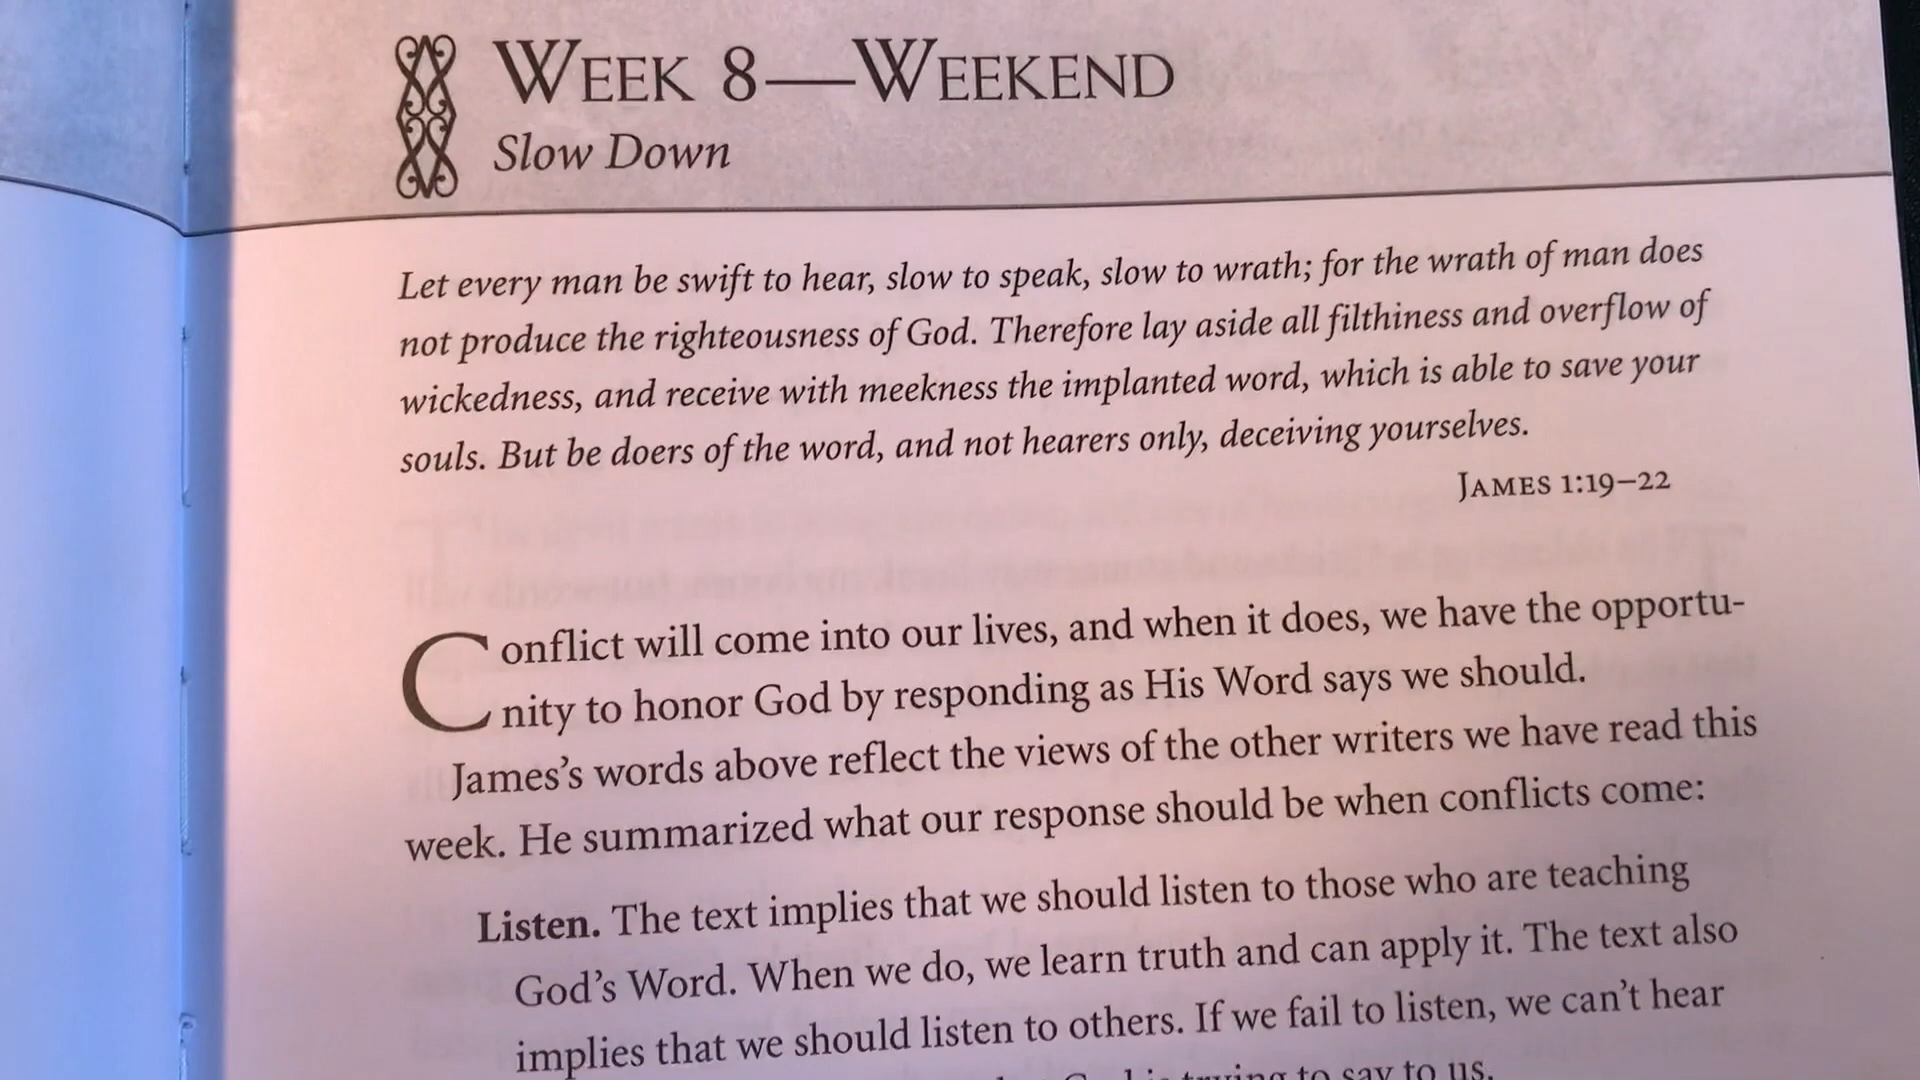 WEEK 8—WEEKEND
Slow Down
Let every man be swift to hear, slow to speak, slow to wrath; for the wrath of man does
not produce the righteousness of God. Therefore lay aside all filthiness and overflow of
wickedness, and receive with meekness the implanted word, which is able to save your
souls. But be doers of the word, and not hearers only, deceiving yourselves.
JAMES 1:19–22
Conflict will come into our lives, and when it does, we have the opportu-
nity to honor God by responding as His Word says we should.
James’s words above reflect the views of the other writers we have read this
week. He summarized what our response should be when conflicts come:
Listen. The text implies that we should listen to those who are teaching
God’s Word. When we do, we learn truth and can apply it. The text also
implies that we should listen to others. If we fail to listen, we can’t hear
God is trying to say to us.